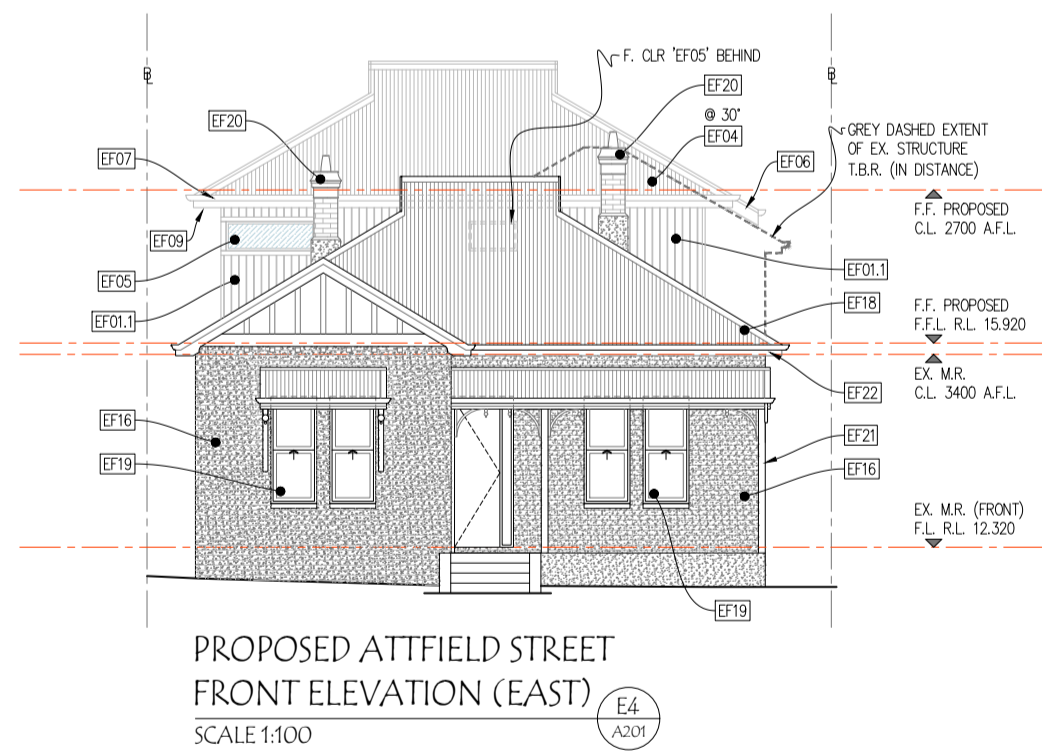 F. CLR 'EF05' BEHIND
EF20
@ 30°
EF04
EF20
GREY DASHED EXTENT
OF EX. STRUCTURE
T.B.R. (IN DISTANCE)
EF07
EF06
F.F. PROPOSED
C.L. 2700 A.F.L.
EF09
EF05
EF01.1
EF01.1
EF18
F.F. PROPOSED
F.F.L. R.L. 15.920
EX. M.R.
C.L. 3400 A.F.L.
EF22
EF16
EF21
EF19
EF16
EX. M.R. (FRONT)
F.L. R.L. 12.320
EF19
PROPOSED ATTFIELD STREET
FRONT ELEVATION (EAST)
E4
A201
SCALE 1:100